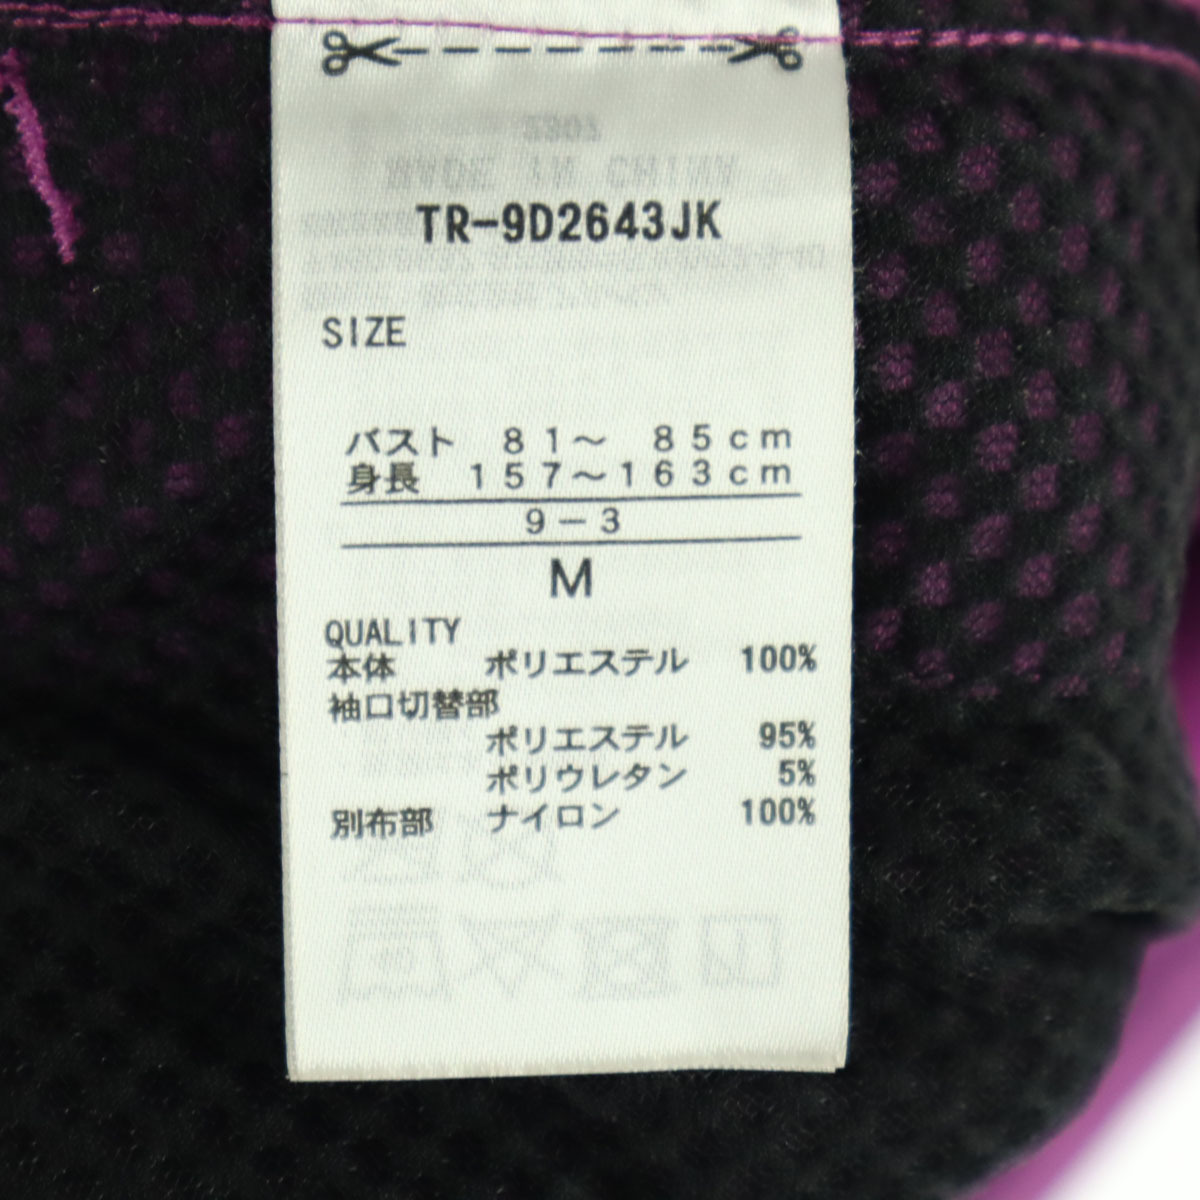 TR-9D2643JK
SIZE
バスト 81～ 85cm
身長 157～163cm
9-3
M
QUALITY
本体 ポリエステル 100%
袖口切替部
ポリエステル 95%
ポリウレタン 5%
別布部 ナイロン 100%